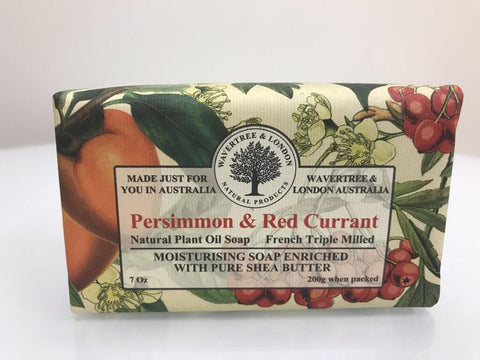 WAVERTREE & LONDON
NATURAL PRODUCTS
MADE JUST FOR
YOU IN AUSTRALIA
WAVERTREE &
LONDON AUSTRALIA
Persimmon & Red Currant
Natural Plant Oil Soap French Triple Milled
MOISTURISING SOAP ENRICHED
WITH PURE SHEA BUTTER
7 Oz 200g when packed